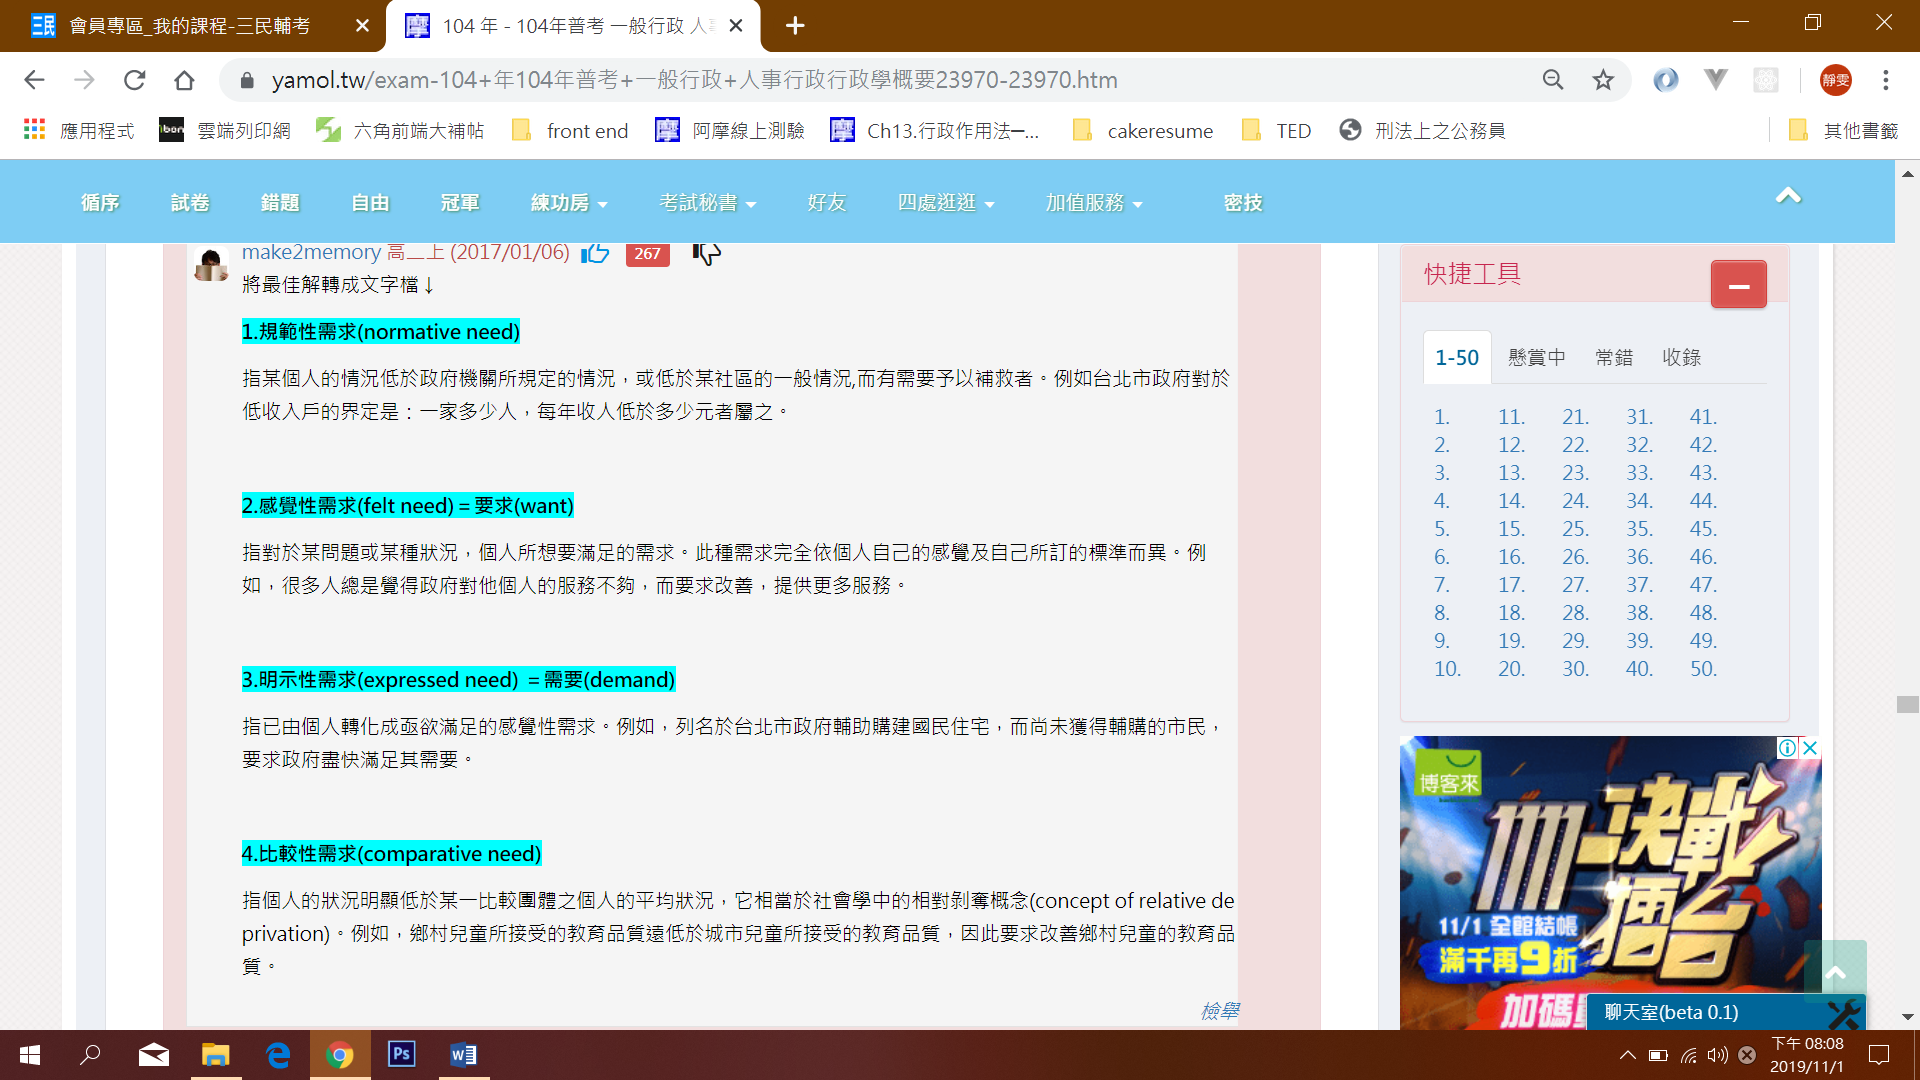 會員專區_我的課程-三民輔考
104 年 - 104年普考 一般行政 人
yamol.tw/exam-104+年104年普考+一般行政+人事行政行政學概要23970-23970.htm
靜雯
應用程式
ibon
雲端列印網
六角前端大補帖
front end
阿摩線上測驗
Ch13.行政作用法─...
cakeresume
TED
刑法上之公務員
其他書籤
循序
試卷
錯題
自由
冠軍
練功房
考試秘書
好友
四處逛逛
加值服務
密技
make2memory 高二上 (2017/01/06) 267
將最佳解轉成文字檔↓
1.規範性需求(normative need)
指某個人的情況低於政府機關所規定的情況，或低於某社區的一般情況,而有需要予以補救者。例如台北市政府對於
低收入戶的界定是：一家多少人，每年收人低於多少元者屬之。
2.感覺性需求(felt need)＝要求(want)
指對於某問題或某種狀況，個人所想要滿足的需求。此種需求完全依個人自己的感覺及自己所訂的標準而異。例
如，很多人總是覺得政府對他個人的服務不夠，而要求改善，提供更多服務。
3.明示性需求(expressed need) ＝需要(demand)
指已由個人轉化成亟欲滿足的感覺性需求。例如，列名於台北市政府輔助購建國民住宅，而尚未獲得輔購的市民，
要求政府盡快滿足其需要。
4.比較性需求(comparative need)
指個人的狀況明顯低於某一比較團體之個人的平均狀況，它相當於社會學中的相對剝奪概念(concept of relative de
privation)。例如，鄉村兒童所接受的教育品質遠低於城市兒童所接受的教育品質，因此要求改善鄉村兒童的教育品
質。
檢舉
快捷工具
1-50 懸賞中 常錯 收錄
1. 11. 21. 31. 41.
2. 12. 22. 32. 42.
3. 13. 23. 33. 43.
4. 14. 24. 34. 44.
5. 15. 25. 35. 45.
6. 16. 26. 36. 46.
7. 17. 27. 37. 47.
8. 18. 28. 38. 48.
9. 19. 29. 39. 49.
10. 20. 30. 40. 50.
博客來
1111決戰
擂台
11/1 全館結帳
滿千再9折
加碼
聊天室(beta 0.1)
Ps
下午 08:08
2019/11/1